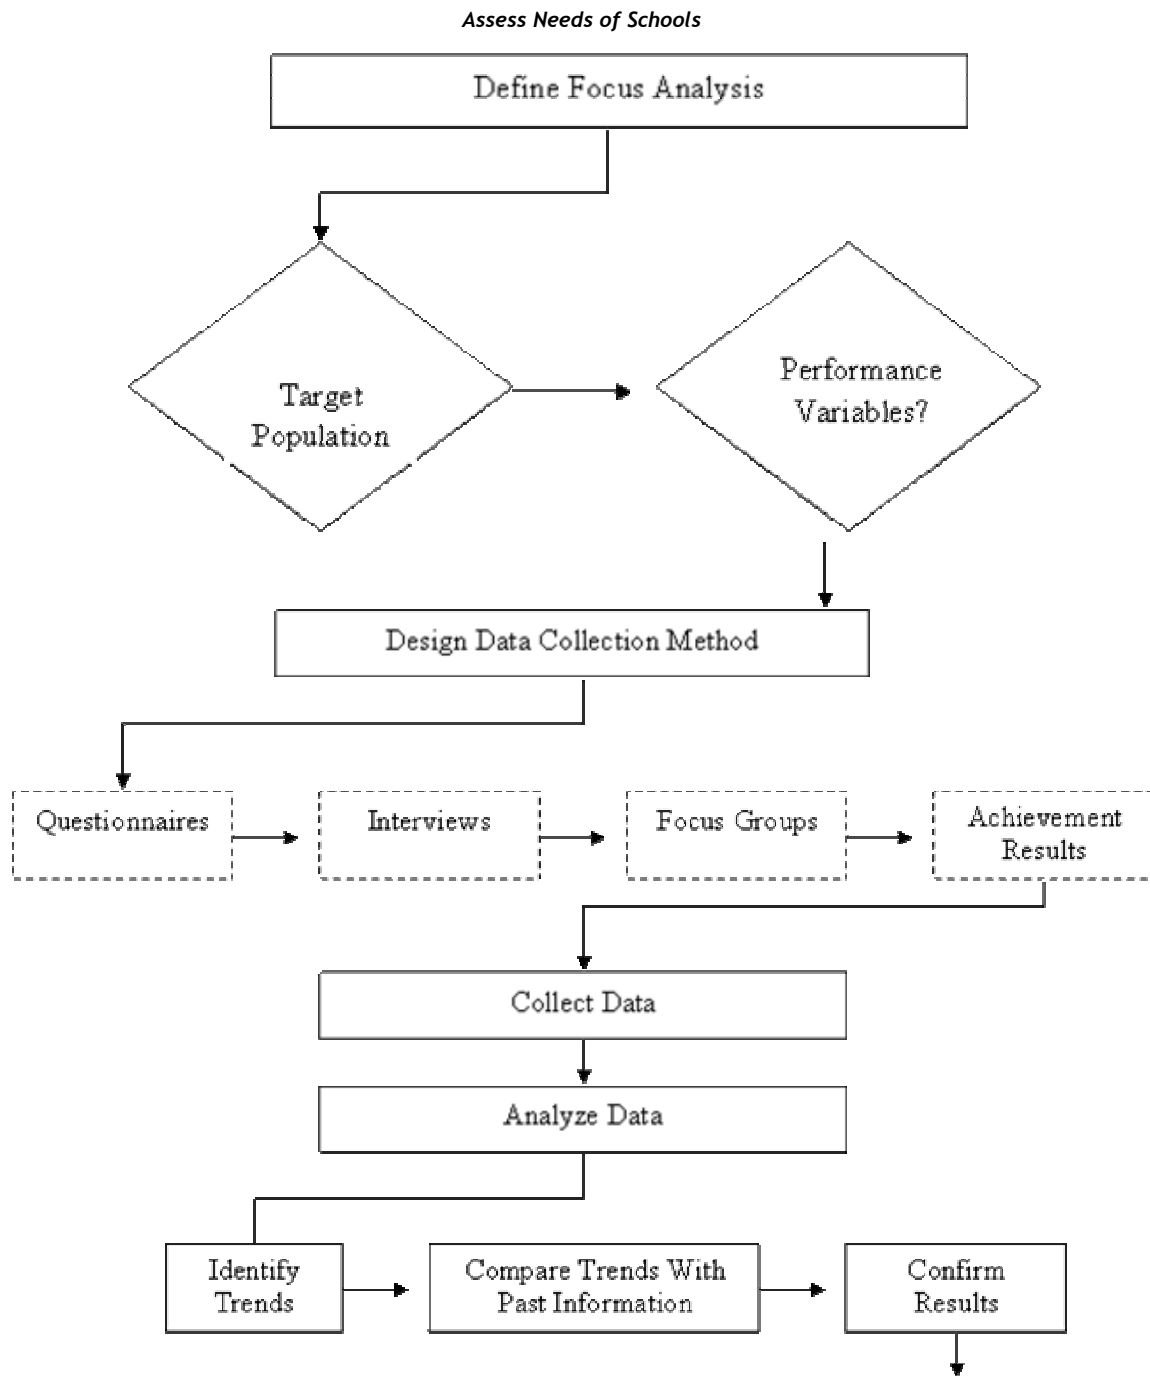 Assess Needs of Schools
Define Focus Analysis
Target
Population
Performance
Variables?
Design Data Collection Method
Questionnaires
Interviews
Focus Groups
Achievement
Results
Collect Data
Analyze Data
Identify
Trends
Compare Trends With
Past Information
Confirm
Results